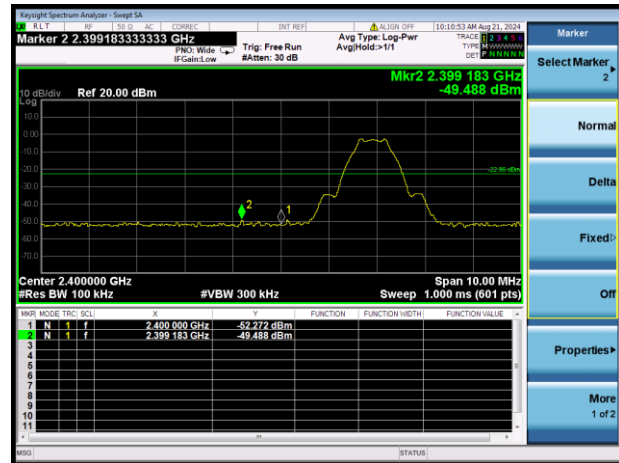 Keysight Spectrum Analyzer - Swept SA
RLT RF 50 Ω AC CORREC INT REF ALIGN OFF 10:10:53 AM Aug 21, 2024
Marker 2 2.399183333333 GHz
PNO: Wide
IFGain:Low
Trig: Free Run
#Atten: 30 dB
Avg Type: Log-Pwr
Avg|Hold:>1/1
TRACE 1 2 3 4 5 6
TYPE M WWWWW
DET P NNNNN
Mkr2 2.399 183 GHz
-49.488 dBm
10 dB/div Ref 20.00 dBm
Log
10.0
0.00
-10.0
-20.0
-22.96 dBm
-30.0
-40.0
-50.0
2
1
-60.0
-70.0
Center 2.400000 GHz Span 10.00 MHz
#Res BW 100 kHz #VBW 300 kHz Sweep 1.000 ms (601 pts)
MKR MODE TRC SCL X Y FUNCTION FUNCTION WIDTH FUNCTION VALUE
1 N 1 f 2.400 000 GHz -52.272 dBm
2 N 1 f 2.399 183 GHz -49.488 dBm
3
4
5
6
7
8
9
10
11
MSG STATUS
Marker
Select Marker
2
Normal
Delta
Fixed
Off
Properties
More
1 of 2